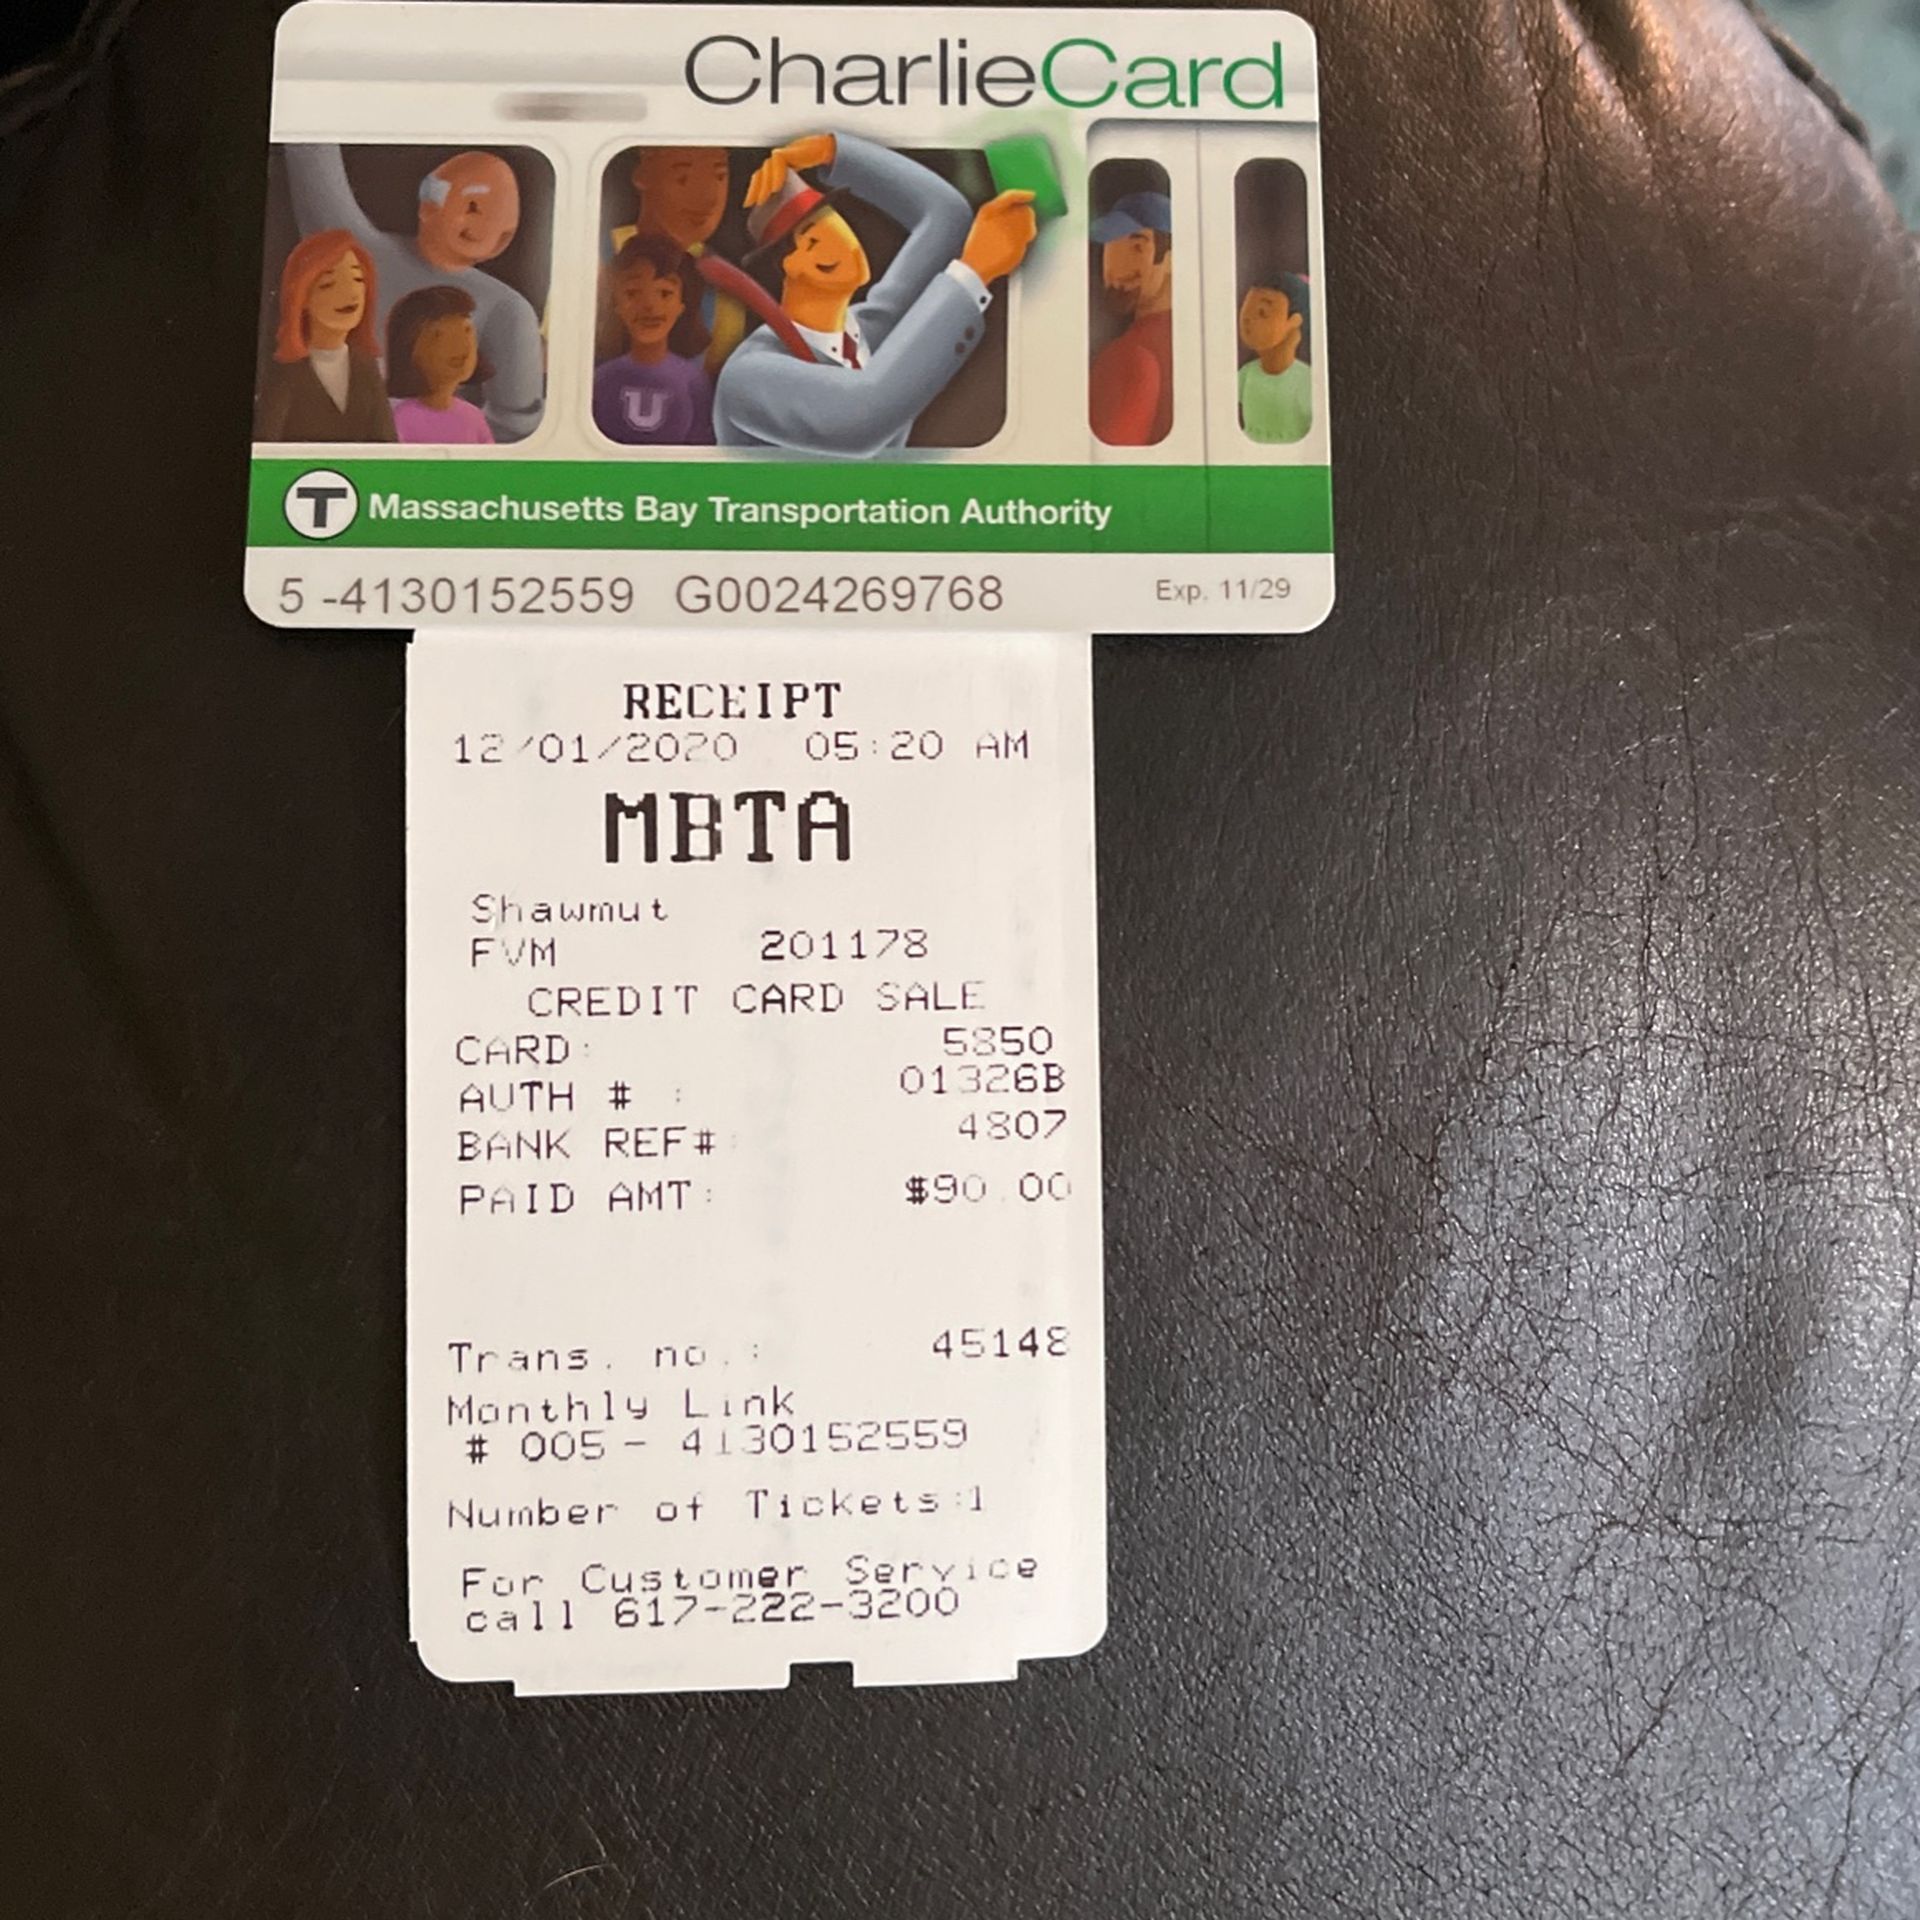 CharlieCard
U
T Massachusetts Bay Transportation Authority
5 -4130152559 G0024269768 Exp. 11/29
RECEIPT
12/01/2020 05:20 AM
MBTA
Shawmut
FVM 201178
CREDIT CARD SALE
CARD: 5850
AUTH # : 01326B
BANK REF#: 4807
PAID AMT: $90.00
Trans. no.: 45148
Monthly Link
# 005- 4130152559
Number of Tickets:1
For Customer Service
call 617-222-3200